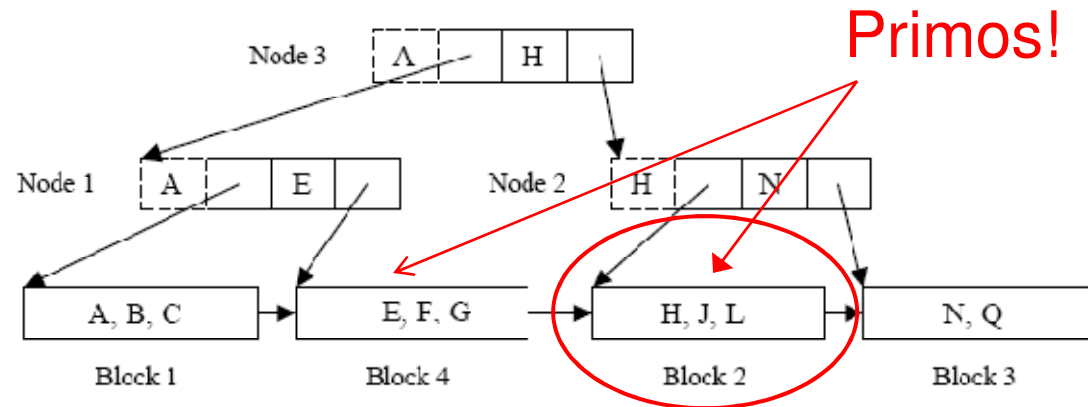 Primos!
Node 3 A H
Node 1 A E
Node 2 H N
A, B, C
E, F, G
H, J, L
N, Q
Block 1
Block 4
Block 2
Block 3